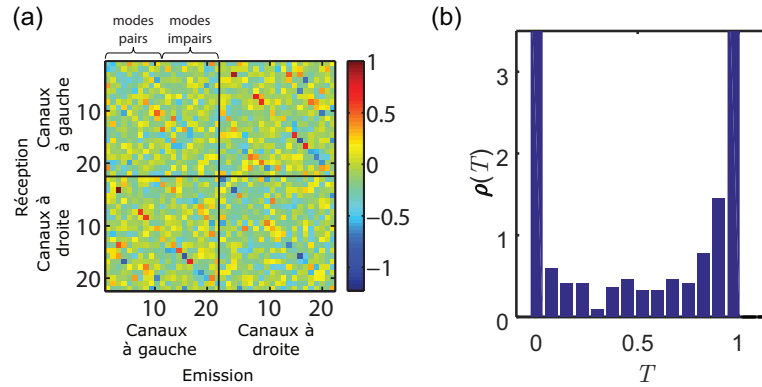 (a)
modes pairs
modes impairs
Réception
Canaux à gauche
Canaux à droite
10
20
10
20
10
20
10
20
Canaux à gauche
Canaux à droite
Emission
1
0.5
0
−0.5
−1
(b)
ρ(T)
3
2
1
0
0
0.5
1
T